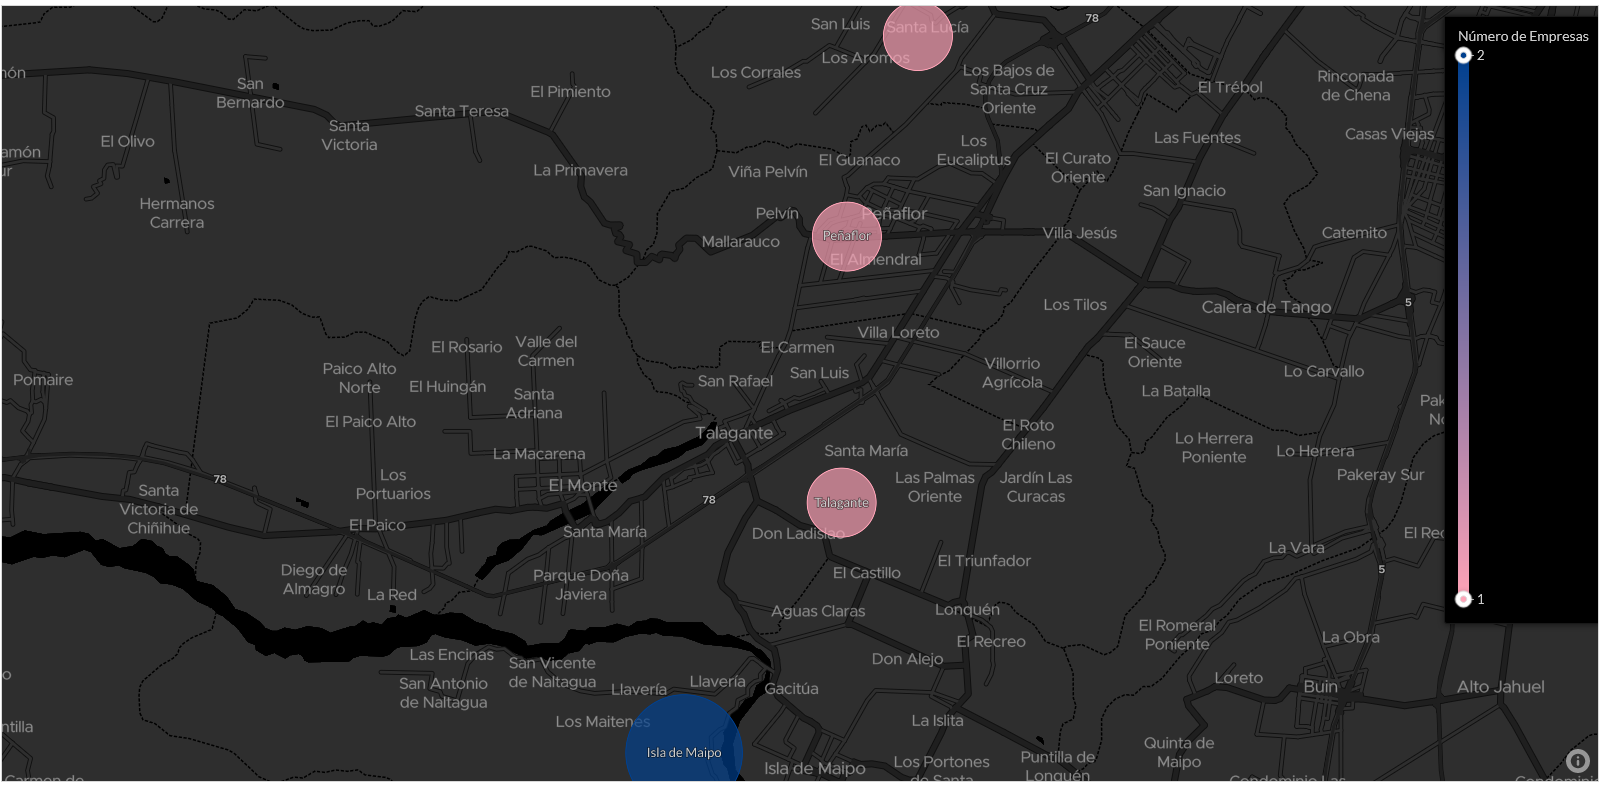 San Luis
Santa Lucía
78
Número de Empresas
2
Los Aromos
Los Corrales
Los Bajos de
Santa Cruz
Oriente
El Trébol
Rinconada
de Chena
San
Bernardo
El Pimiento
Santa Teresa
Santa
Victoria
El Olivo
Las Fuentes
Casas Viejas
Los
Eucaliptus
El Guanaco
El Curato
Oriente
La Primavera
Viña Pelvín
San Ignacio
Hermanos
Carrera
Pelvín
Peñaflor
Peñaflor
Mallarauco
Villa Jesús
Catemito
El Almendral
Los Tilos
Calera de Tango
5
Villa Loreto
El Rosario
Valle del
Carmen
El Carmen
El Sauce
Oriente
Pomaire
Paico Alto
Norte
El Huingán
San Rafael
San Luis
Villorrio
Agrícola
Lo Carvallo
La Batalla
Santa
Adriana
El Paico Alto
Talagante
El Roto
Chileno
Lo Herrera
Poniente
Lo Herrera
La Macarena
Santa María
Pakeray Sur
78
Los
Portuarios
El Monte
Las Palmas
Oriente
Jardín Las
Curacas
Santa
Victoria de
Chiñihue
78
Talagante
El Paico
Santa María
Don Ladislao
La Vara
El Triunfador
5
Diego de
Almagro
La Red
Parque Doña
Javiera
El Castillo
1
Aguas Claras
Lonquén
El Romeral
Poniente
La Obra
El Recreo
Las Encinas
San Vicente
de Naltagua
Don Alejo
San Antonio
de Naltagua
Llavería
Llavería
Gacitúa
Loreto
Buin
Alto Jahuel
Los Maitenes
La Islita
Isla de Maipo
Isla de Maipo
Los Portones
de Santa
Puntilla de
Lonquén
Quinta de
Maipo
Carmen de
Condominio Las